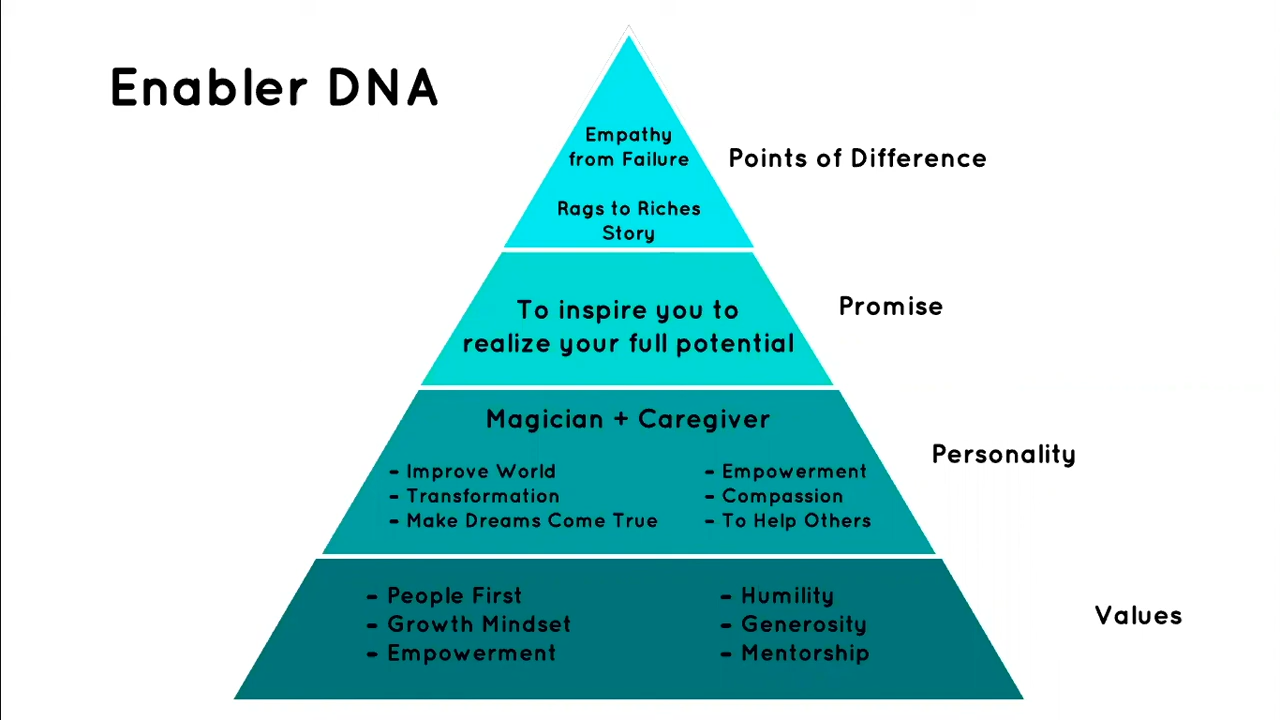 Enabler DNA
Empathy
from Failure
Rags to Riches
Story
Points of Difference
To inspire you to
realize your full potential
Promise
Magician + Caregiver
- Improve World
- Transformation
- Make Dreams Come True
- Empowerment
- Compassion
- To Help Others
Personality
- People First
- Growth Mindset
- Empowerment
- Humility
- Generosity
- Mentorship
Values